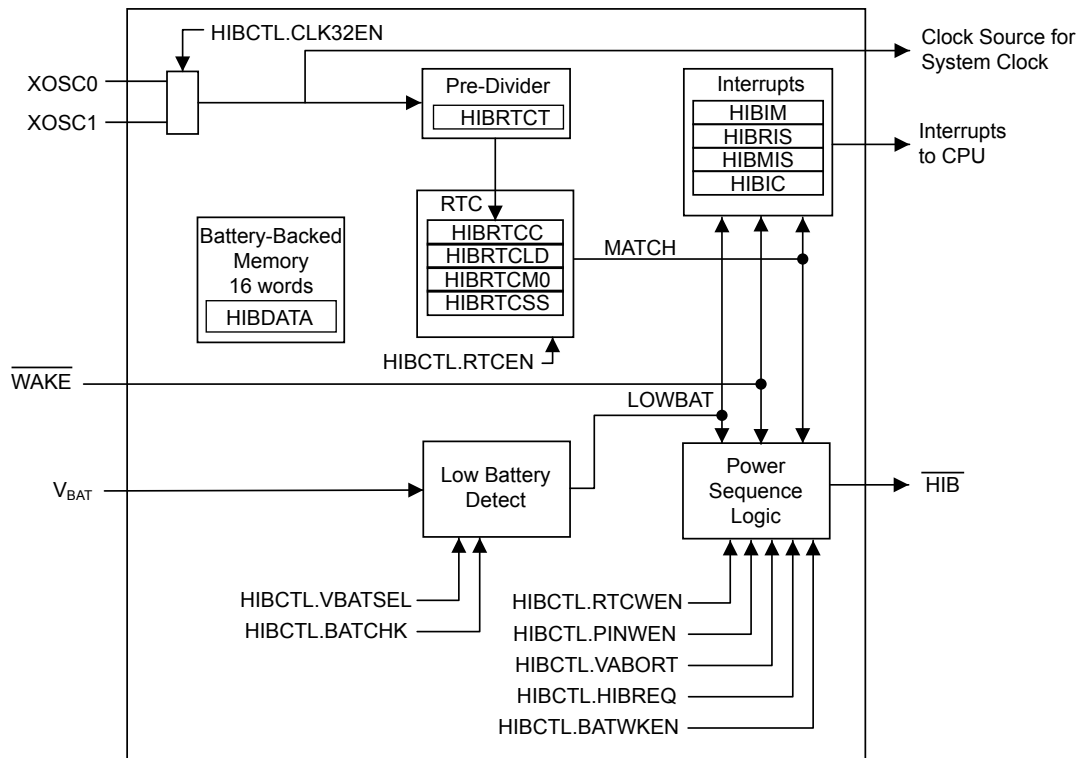 HIBCTL.CLK32EN
XOSC0
XOSC1
Clock Source for
System Clock
Pre-Divider
HIBRTCT
Interrupts
HIBIM
HIBRIS
HIBMIS
HIBIC
Interrupts
to CPU
RTC
HIBRTCC
HIBRTCLD
HIBRTCM0
HIBRTCSS
MATCH
Battery-Backed
Memory
16 words
HIBDATA
HIBCTL.RTCEN
WAKE
LOWBAT
VBAT
Low Battery
Detect
Power
Sequence
Logic
HIB
HIBCTL.VBATSEL
HIBCTL.BATCHK
HIBCTL.RTCWEN
HIBCTL.PINWEN
HIBCTL.VABORT
HIBCTL.HIBREQ
HIBCTL.BATWKEN